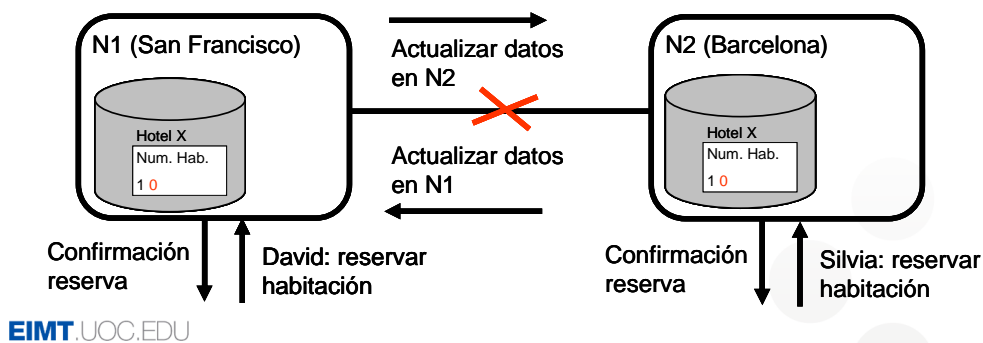 N1 (San Francisco)
Hotel X
Num. Hab.
1 0
Actualizar datos
en N2
Actualizar datos
en N1
N2 (Barcelona)
Hotel X
Num. Hab.
1 0
Confirmación
reserva
David: reservar
habitación
Confirmación
reserva
Silvia: reservar
habitación
EIMT.UOC.EDU